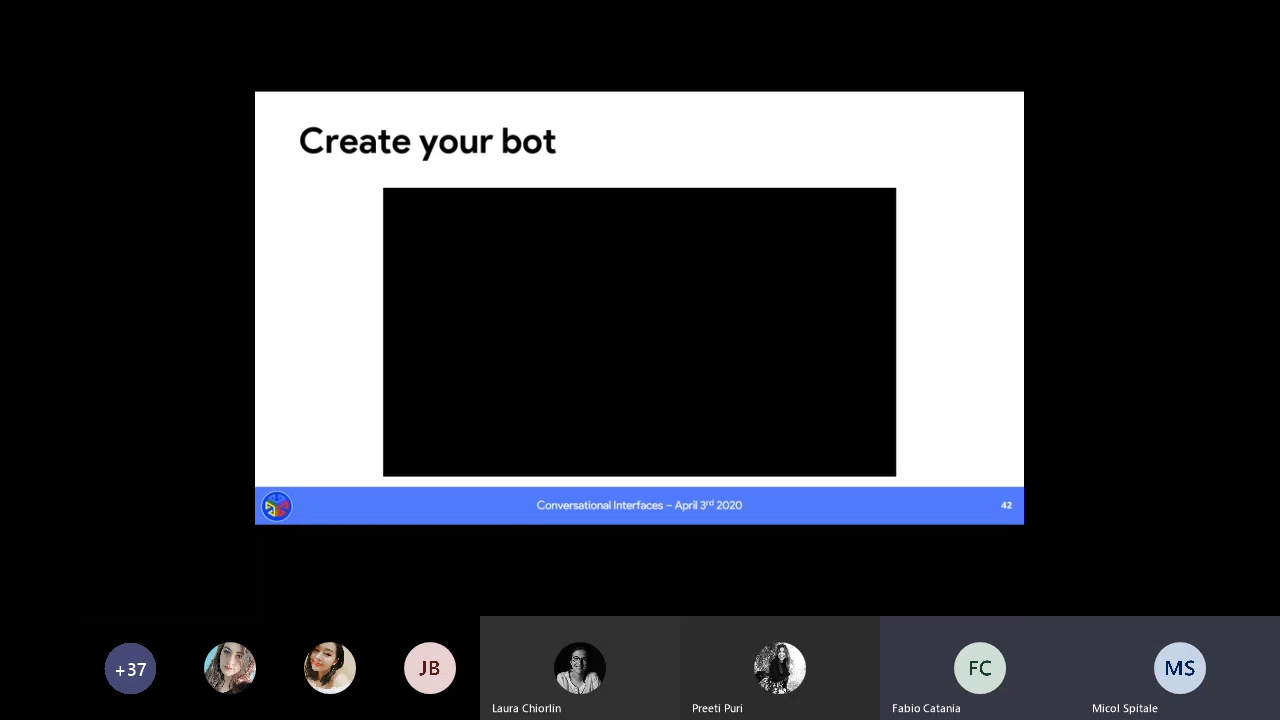 Create your bot
Conversational Interfaces – April 3rd 2020
42
+37
JB
FC
MS
Laura Chiorlin
Preeti Puri
Fabio Catania
Micol Spitale